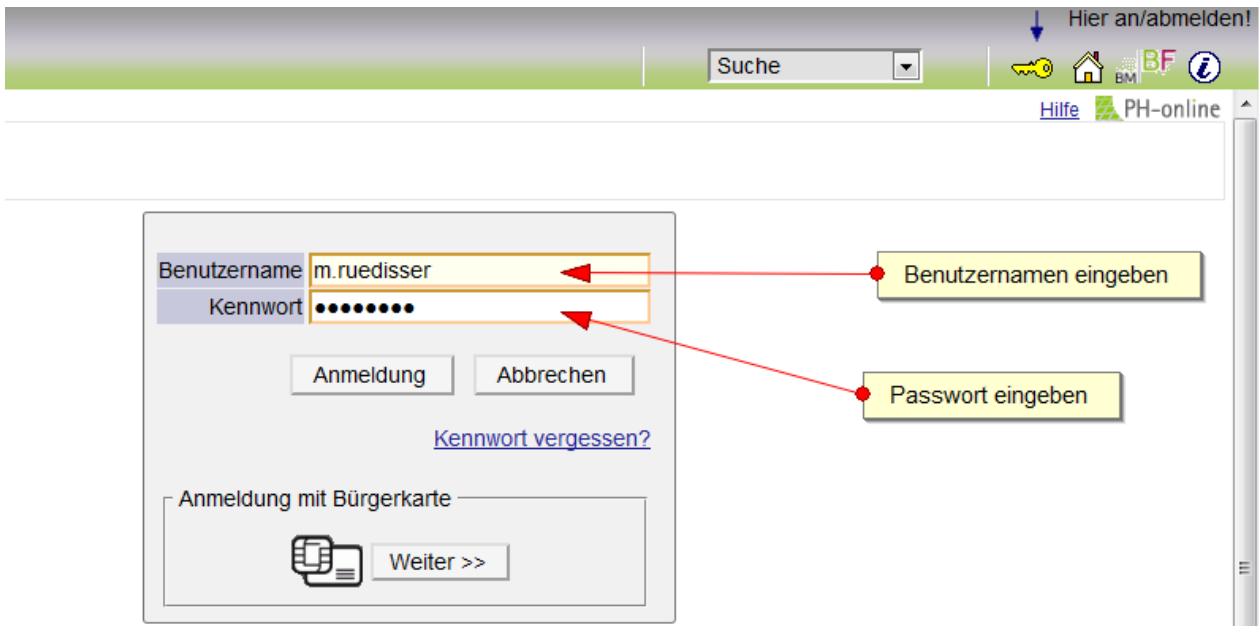 Hier an/abmelden!
Suche
BM BF
Hilfe PH-online
Benutzername m.ruedisser
Benutzernamen eingeben
Kennwort ●●●●●●●●
Anmeldung Abbrechen
Passwort eingeben
Kennwort vergessen?
Anmeldung mit Bürgerkarte
Weiter >>